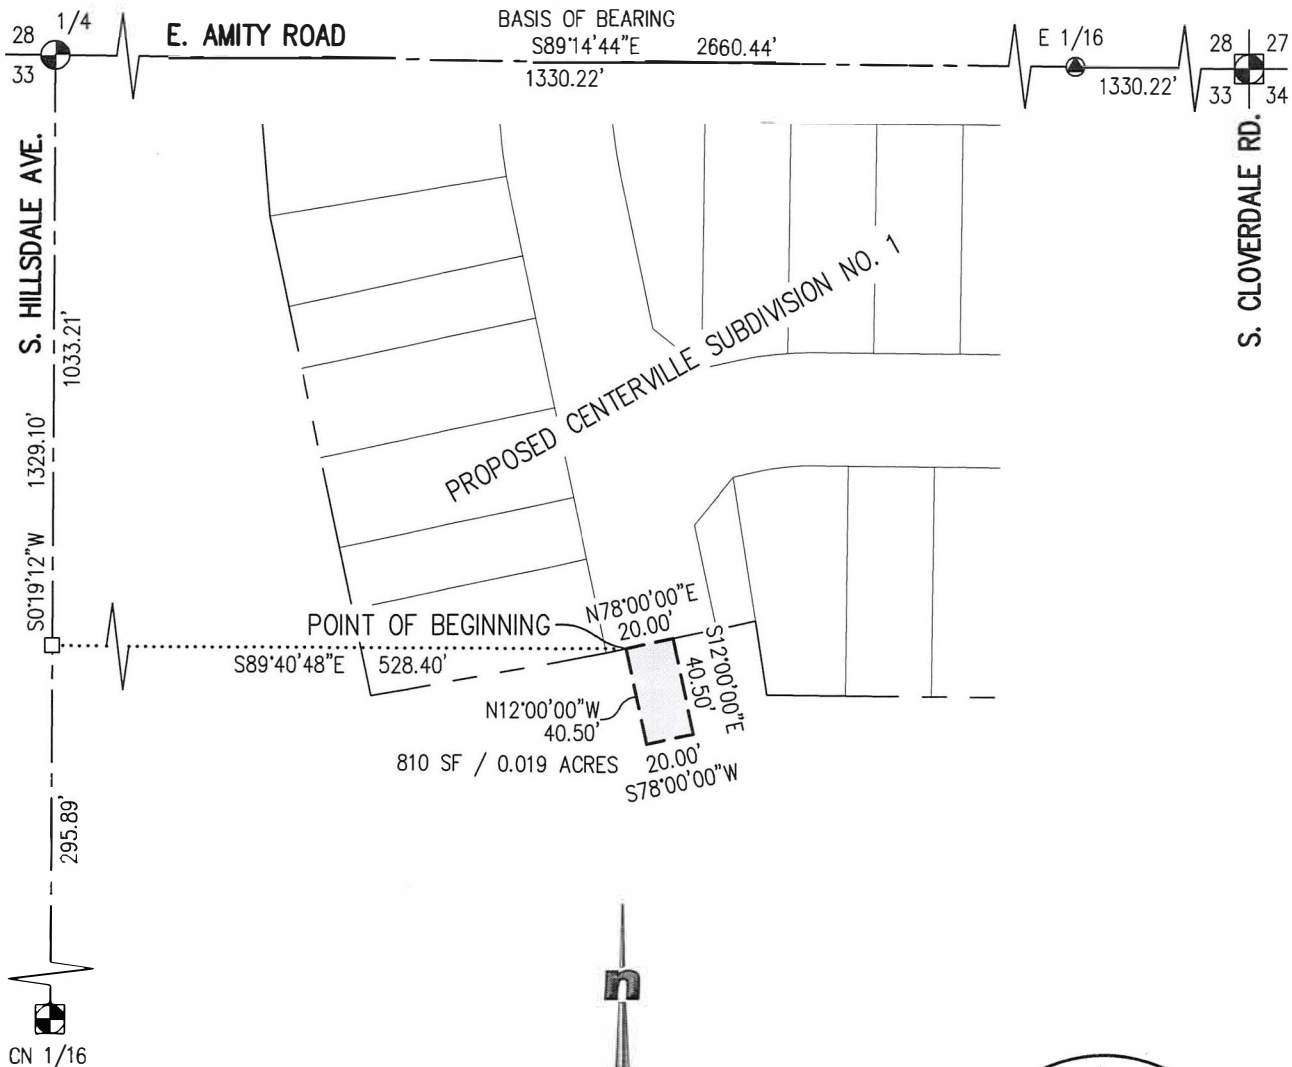 28
1/4
33
E. AMITY ROAD
BASIS OF BEARING
S89°14'44"E 2660.44'
1330.22'
E 1/16
1330.22'
28 27
33 34
S. HILLSDALE AVE.
S. CLOVERDALE RD.
1033.21'
S0°19'12"W 1329.10'
PROPOSED CENTERVILLE SUBDIVISION NO. 1
POINT OF BEGINNING
N78°00'00"E
20.00'
S89°40'48"E 528.40'
S12°00'00"E
40.50'
N12°00'00"W
40.50'
810 SF / 0.019 ACRES
20.00'
S78°00'00"W
295.89'
n
CN 1/16